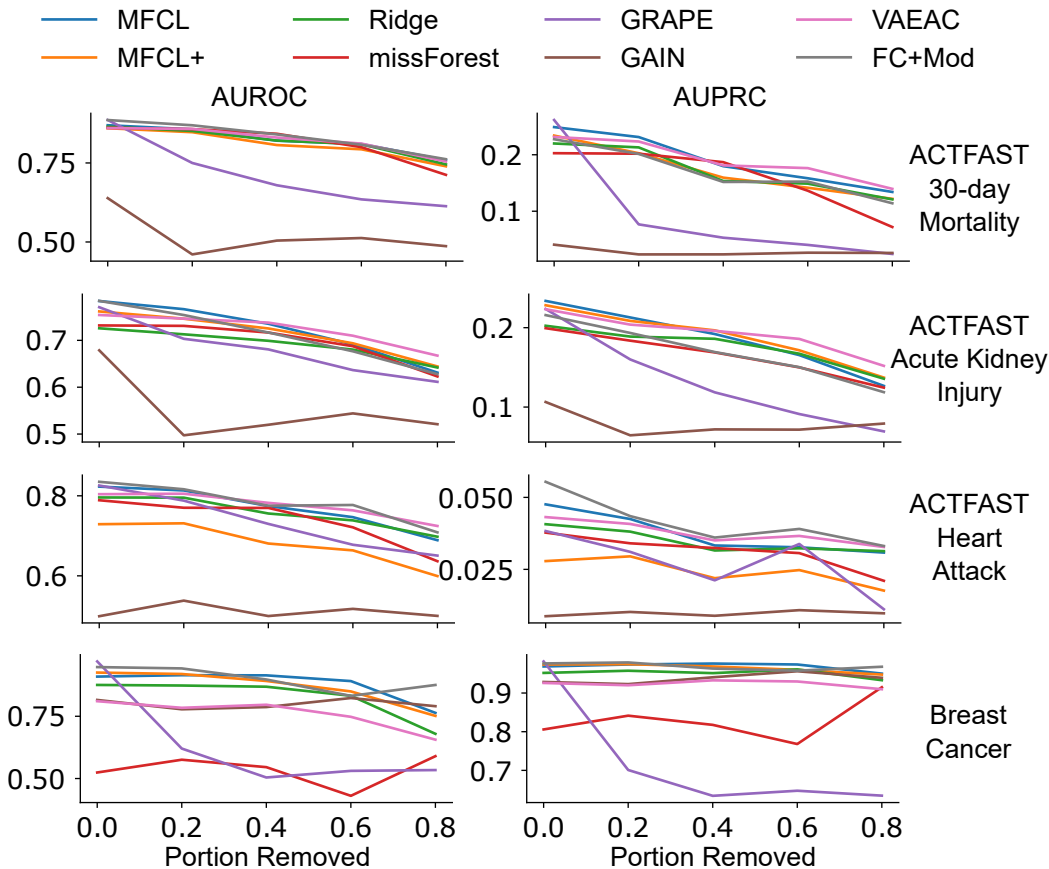 MFCL Ridge GRAPE VAEAC
MFCL+ missForest GAIN FC+Mod
AUROC AUPRC
0.75
0.50
0.2
0.1
ACTFAST
30-day
Mortality
0.7
0.6
0.5
0.2
0.1
ACTFAST
Acute Kidney
Injury
0.8
0.6
0.050
0.025
ACTFAST
Heart
Attack
0.75
0.50
0.9
0.8
0.7
Breast
Cancer
0.0 0.2 0.4 0.6 0.8 0.0 0.2 0.4 0.6 0.8
Portion Removed Portion Removed